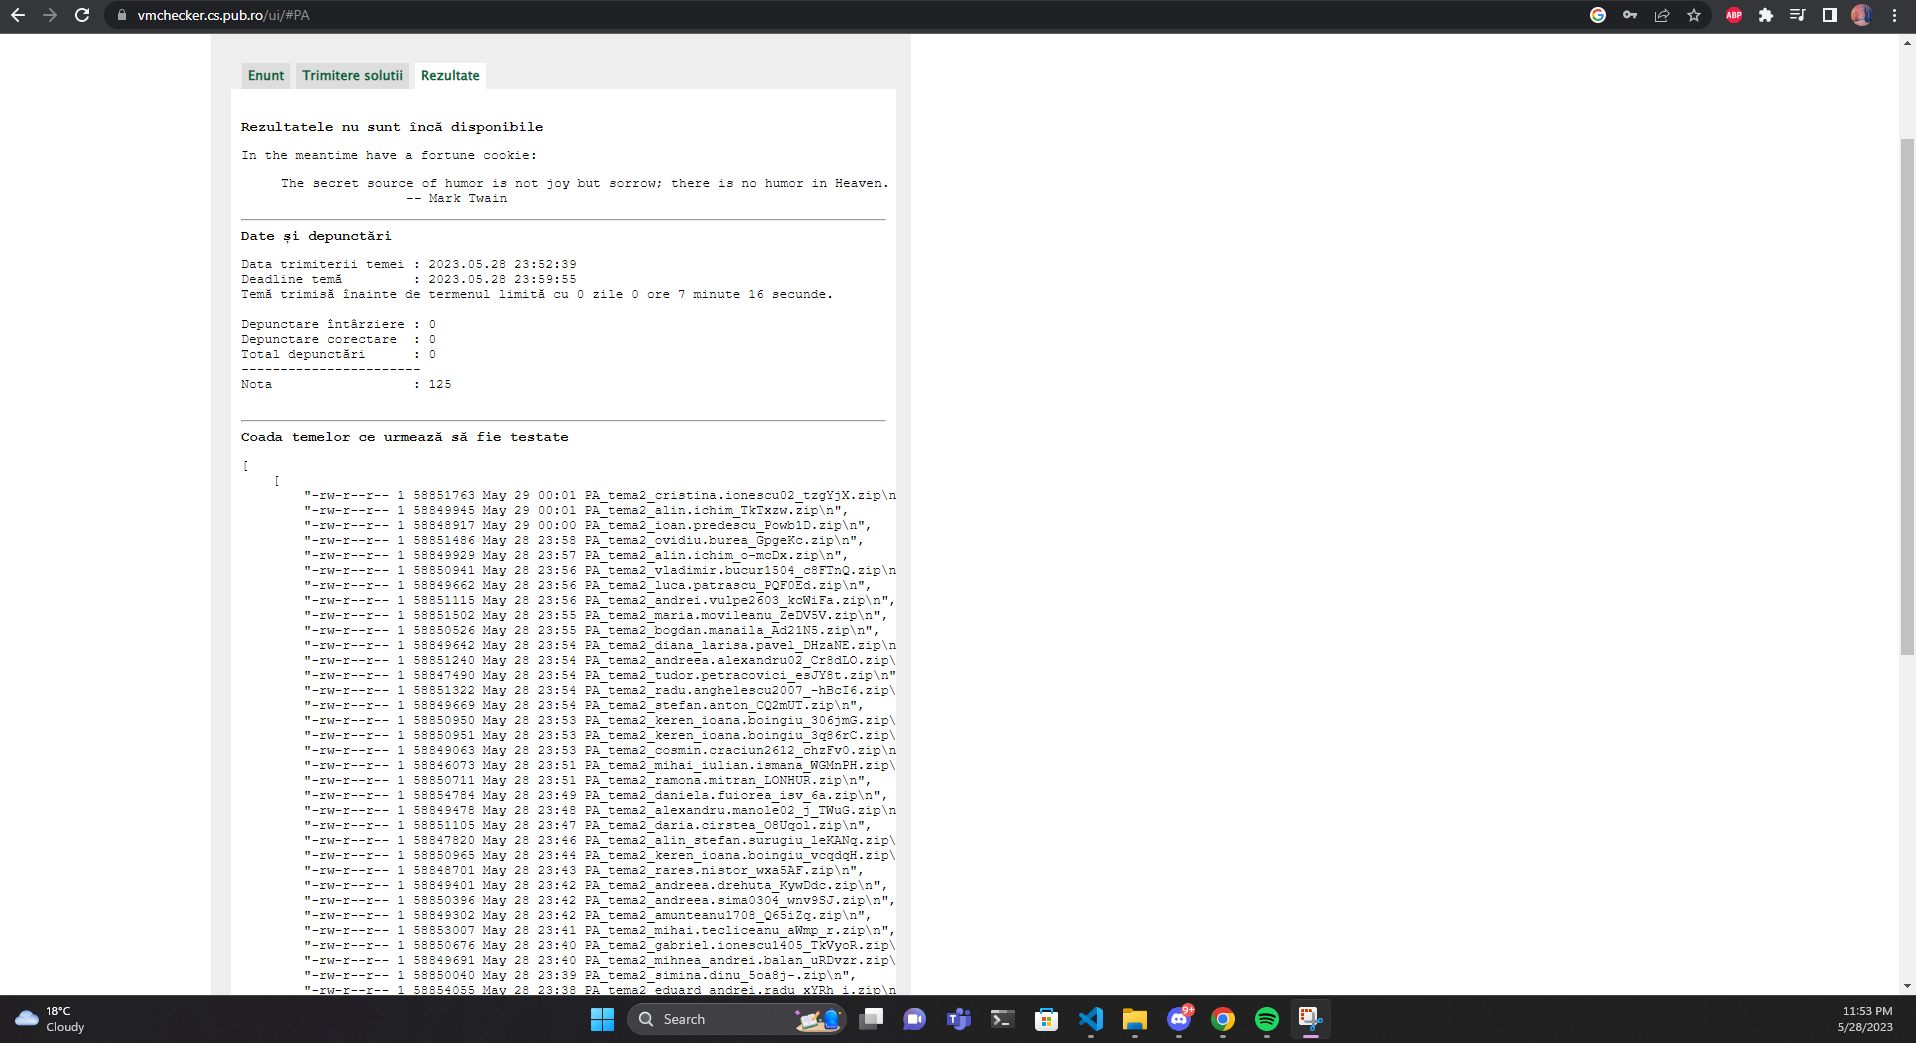 vmchecker.cs.pub.ro/ui/#PA
ABP
Enunt Trimitere solutii Rezultate
Rezultatele nu sunt încă disponibile
In the meantime have a fortune cookie:
The secret source of humor is not joy but sorrow; there is no humor in Heaven.
-- Mark Twain
Date și depunctări
Data trimiterii temei : 2023.05.28 23:52:39
Deadline temă : 2023.05.28 23:59:55
Temă trimisă înainte de termenul limită cu 0 zile 0 ore 7 minute 16 secunde.
Depunctare întârziere : 0
Depunctare corectare : 0
Total depunctări : 0
-----------------------
Nota : 125
Coada temelor ce urmează să fie testate
[
[
"-rw-r--r-- 1 58851763 May 29 00:01 PA_tema2_cristina.ionescu02_tzgYjX.zip\n
"-rw-r--r-- 1 58849945 May 29 00:01 PA_tema2_alin.ichim_TkTxzw.zip\n",
"-rw-r--r-- 1 58848917 May 29 00:00 PA_tema2_ioan.predescu_Powb1D.zip\n",
"-rw-r--r-- 1 58851486 May 28 23:58 PA_tema2_ovidiu.burea_GpgeKc.zip\n",
"-rw-r--r-- 1 58849929 May 28 23:57 PA_tema2_alin.ichim_o-mcDx.zip\n",
"-rw-r--r-- 1 58850941 May 28 23:56 PA_tema2_vladimir.bucur1504_c8FTnQ.zip\n
"-rw-r--r-- 1 58849662 May 28 23:56 PA_tema2_luca.patrascu_PQF0Ed.zip\n",
"-rw-r--r-- 1 58851115 May 28 23:56 PA_tema2_andrei.vulpe2603_kcWiFa.zip\n",
"-rw-r--r-- 1 58851502 May 28 23:55 PA_tema2_maria.movileanu_ZeDV5V.zip\n",
"-rw-r--r-- 1 58850526 May 28 23:55 PA_tema2_bogdan.manaila_Ad21N5.zip\n",
"-rw-r--r-- 1 58849642 May 28 23:54 PA_tema2_diana_larisa.pavel_DHzaNE.zip\n
"-rw-r--r-- 1 58851240 May 28 23:54 PA_tema2_andreea.alexandru02_Cr8dLO.zip\
"-rw-r--r-- 1 58847490 May 28 23:54 PA_tema2_tudor.petracovici_esJY8t.zip\n"
"-rw-r--r-- 1 58851322 May 28 23:54 PA_tema2_radu.anghelescu2007_-hBcI6.zip\
"-rw-r--r-- 1 58849669 May 28 23:54 PA_tema2_stefan.anton_CQ2mUT.zip\n",
"-rw-r--r-- 1 58850950 May 28 23:53 PA_tema2_keren_ioana.boingiu_306jmG.zip\
"-rw-r--r-- 1 58850951 May 28 23:53 PA_tema2_keren_ioana.boingiu_3q86rC.zip\
"-rw-r--r-- 1 58849063 May 28 23:53 PA_tema2_cosmin.craciun2612_chzFv0.zip\n
"-rw-r--r-- 1 58846073 May 28 23:51 PA_tema2_mihai_iulian.ismana_WGMnPH.zip\
"-rw-r--r-- 1 58850711 May 28 23:51 PA_tema2_ramona.mitran_LONHUR.zip\n",
"-rw-r--r-- 1 58854784 May 28 23:49 PA_tema2_daniela.fuiorea_isv_6a.zip\n",
"-rw-r--r-- 1 58849478 May 28 23:48 PA_tema2_alexandru.manole02_j_TWuG.zip\n
"-rw-r--r-- 1 58851105 May 28 23:47 PA_tema2_daria.cirstea_O8Uqol.zip\n",
"-rw-r--r-- 1 58847820 May 28 23:46 PA_tema2_alin_stefan.surugiu_leKANq.zip\
"-rw-r--r-- 1 58850965 May 28 23:44 PA_tema2_keren_ioana.boingiu_vcqdqH.zip\
"-rw-r--r-- 1 58848701 May 28 23:43 PA_tema2_rares.nistor_wxa5AF.zip\n",
"-rw-r--r-- 1 58849401 May 28 23:42 PA_tema2_andreea.drehuta_KywDdc.zip\n",
"-rw-r--r-- 1 58850396 May 28 23:42 PA_tema2_andreea.sima0304_wnv9SJ.zip\n",
"-rw-r--r-- 1 58849302 May 28 23:42 PA_tema2_amunteanu1708_Q65iZq.zip\n",
"-rw-r--r-- 1 58853007 May 28 23:41 PA_tema2_mihai.tecliceanu_aWmp_r.zip\n",
"-rw-r--r-- 1 58850676 May 28 23:40 PA_tema2_gabriel.ionescu1405_TkVyoR.zip\
"-rw-r--r-- 1 58849691 May 28 23:40 PA_tema2_mihnea_andrei.balan_uRDvzr.zip\
"-rw-r--r-- 1 58850040 May 28 23:39 PA_tema2_simina.dinu_5oa8j-.zip\n",
"-rw-r--r-- 1 58854055 May 28 23:38 PA_tema2_eduard_andrei.radu_xYRh_i.zip\n
18°C
Cloudy
Search
9+
11:53 PM
5/28/2023